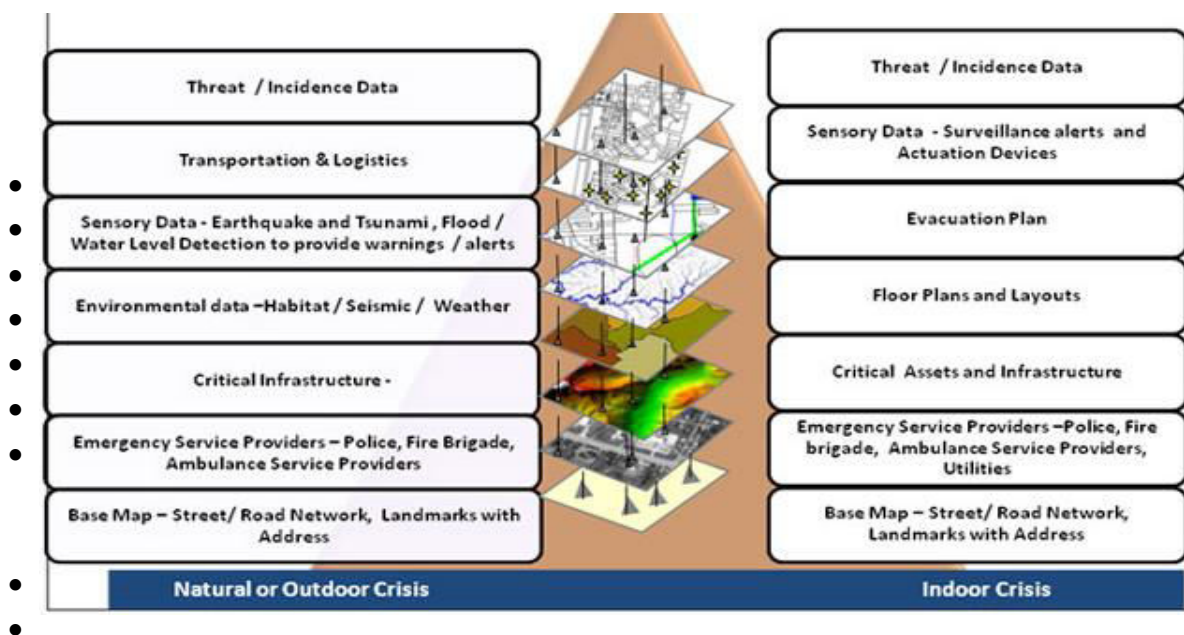 Threat / Incidence Data
Transportation & Logistics
Sensory Data - Earthquake and Tsunami , Flood /
Water Level Detection to provide warnings / alerts
Environmental data –Habitat / Seismic / Weather
Critical Infrastructure -
Emergency Service Providers – Police, Fire Brigade,
Ambulance Service Providers
Base Map – Street/ Road Network, Landmarks with
Address
Natural or Outdoor Crisis
Threat / Incidence Data
Sensory Data - Surveillance alerts and
Actuation Devices
Evacuation Plan
Floor Plans and Layouts
Critical Assets and Infrastructure
Emergency Service Providers –Police, Fire
brigade, Ambulance Service Providers,
Utilities
Base Map – Street/ Road Network,
Landmarks with Address
Indoor Crisis